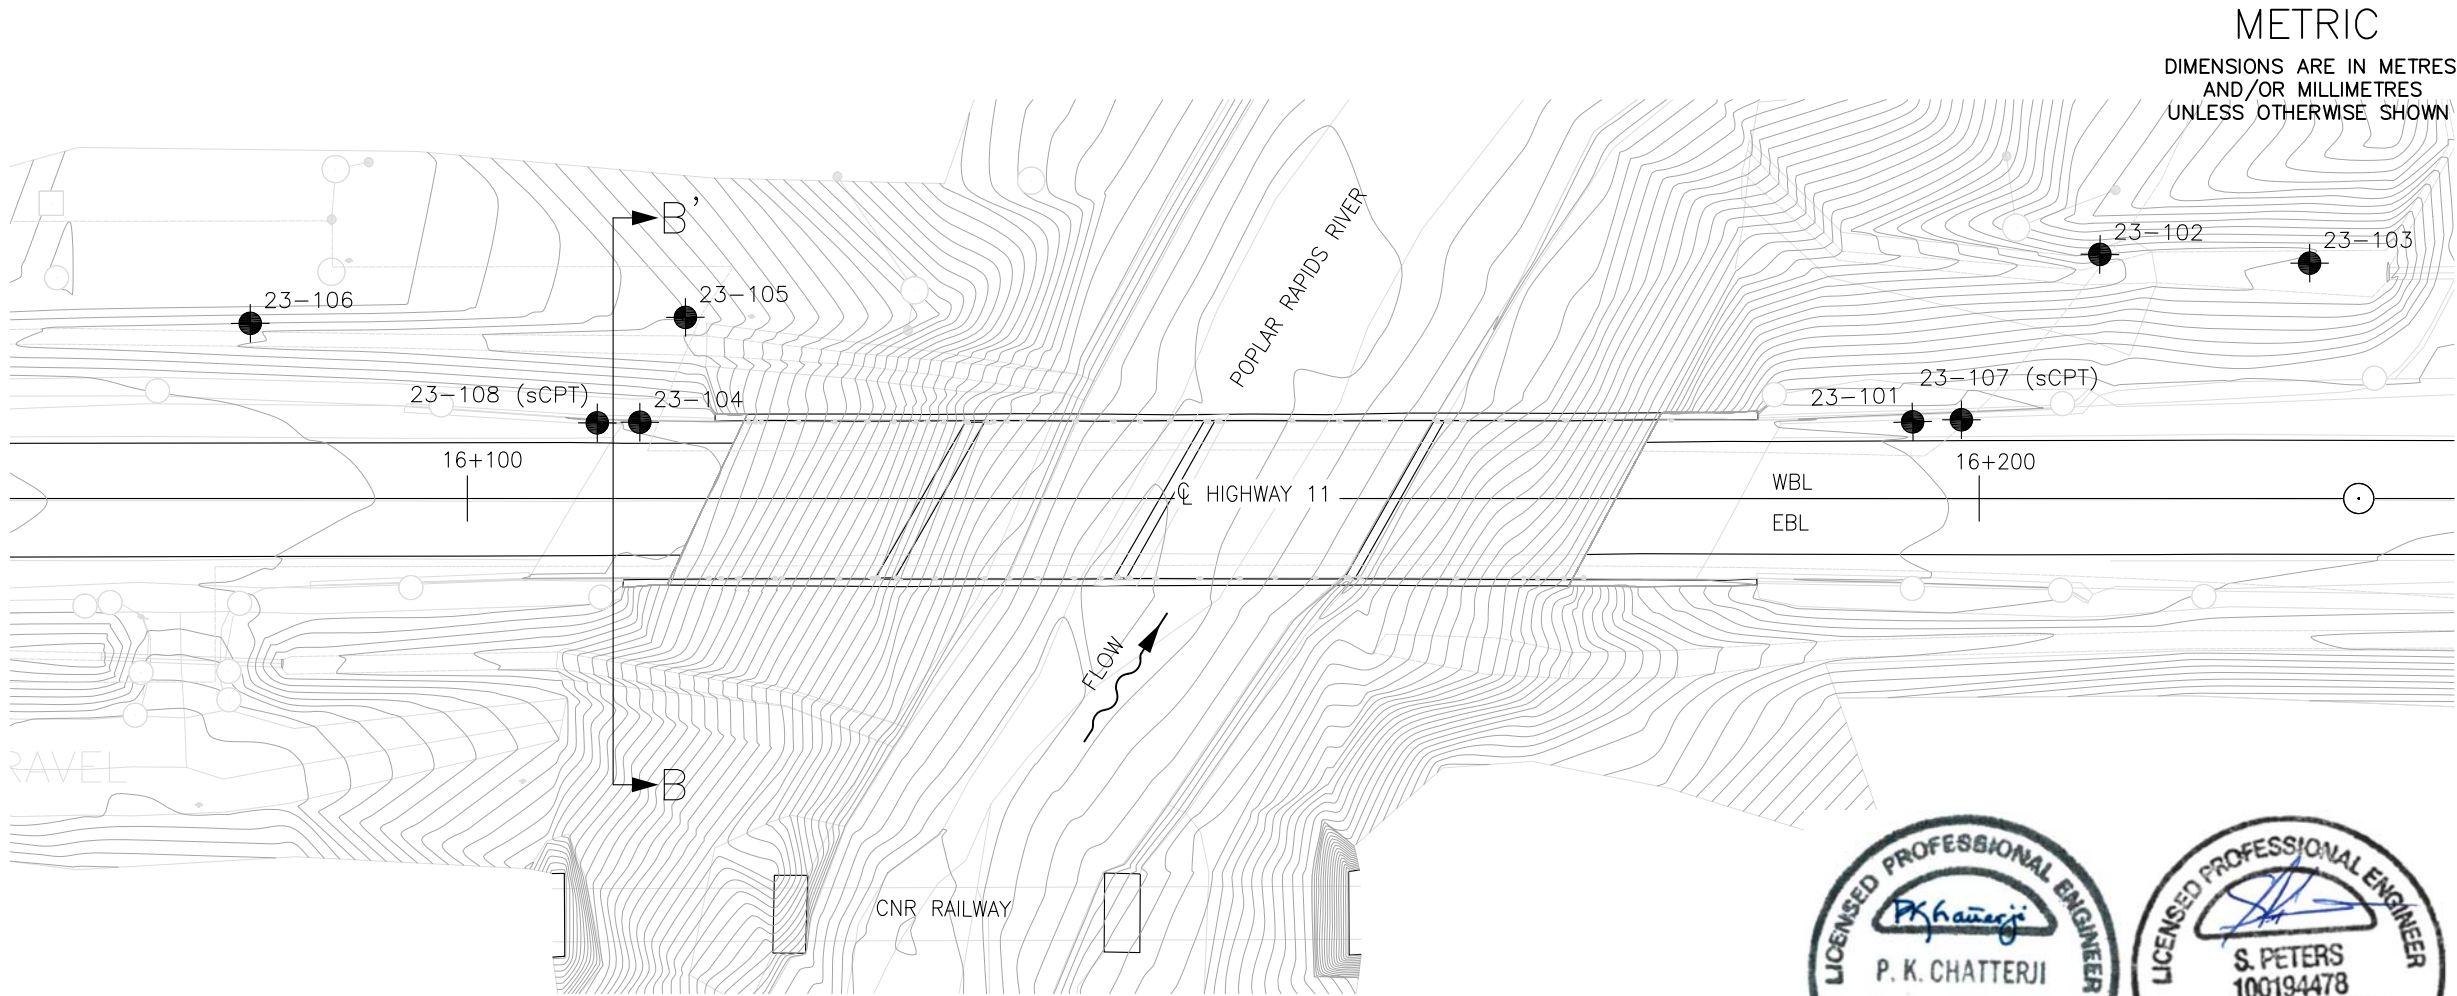 METRIC
DIMENSIONS ARE IN METRES
AND/OR MILLIMETRES
UNLESS OTHERWISE SHOWN
B'
POPLAR RAPIDS RIVER
23-102
23-103
23-106
23-105
23-108 (sCPT)
23-104
23-101
23-107 (sCPT)
16+100
16+200
℄ HIGHWAY 11
WBL
EBL
FLOW
RAVEL
B
CNR RAILWAY
LICENSED PROFESSIONAL ENGINEER
PKChatterji
P. K. CHATTERJI
LICENSED PROFESSIONAL ENGINEER
S. PETERS
100194478